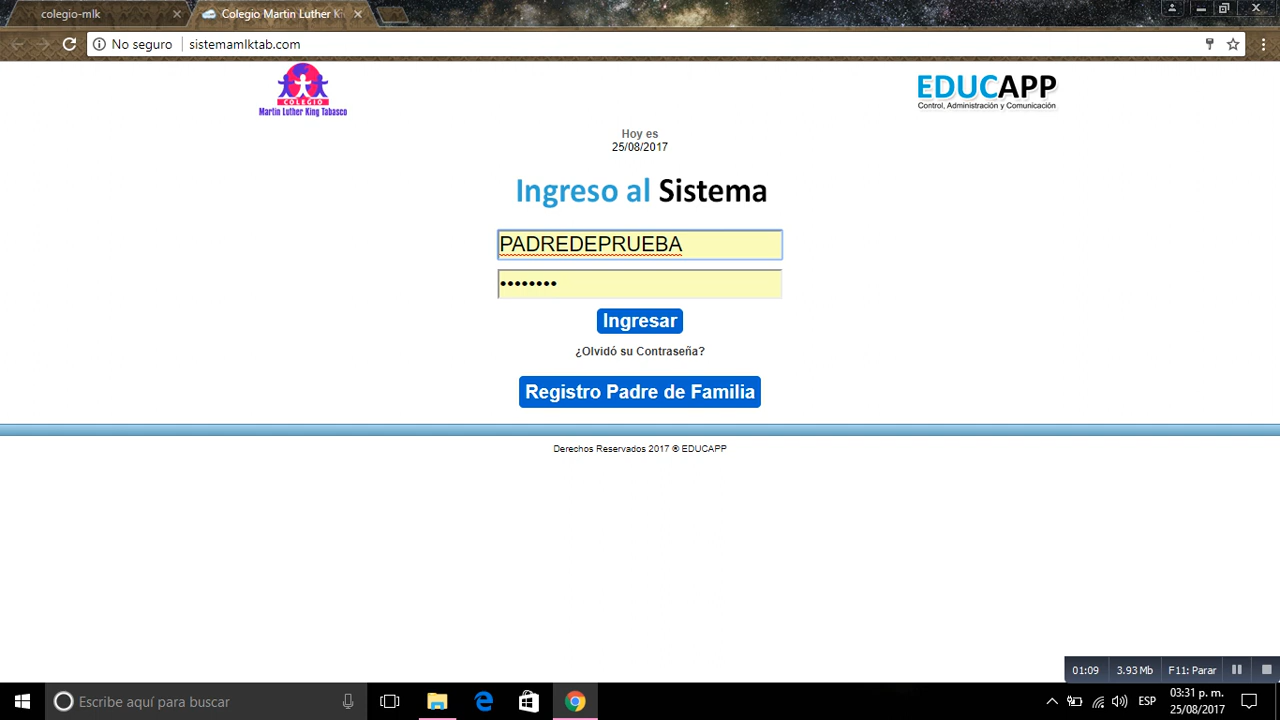 colegio-mlk
Colegio Martin Luther Ki
No seguro
sistemamlktab.com
COLEGIO
Martin Luther King Tabasco
EDUCAPP
Control, Administración y Comunicación
Hoy es
25/08/2017
Ingreso al Sistema
PADREDEPRUEBA
••••••••
Ingresar
¿Olvidó su Contraseña?
Registro Padre de Familia
Derechos Reservados 2017 ® EDUCAPP
01:09
3.93 Mb
F11: Parar
Escribe aquí para buscar
ESP
03:31 p. m.
25/08/2017